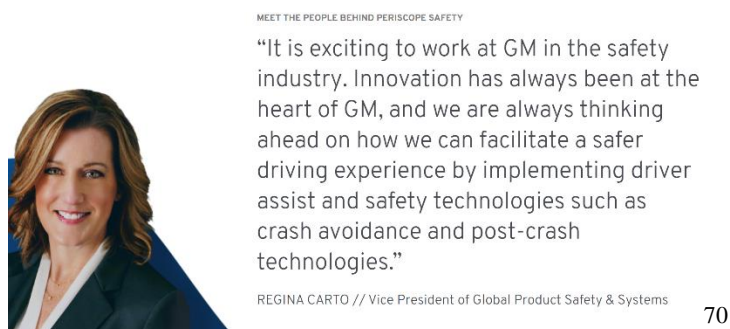 MEET THE PEOPLE BEHIND PERISCOPE SAFETY
“It is exciting to work at GM in the safety
industry. Innovation has always been at the
heart of GM, and we are always thinking
ahead on how we can facilitate a safer
driving experience by implementing driver
assist and safety technologies such as
crash avoidance and post-crash
technologies.”
REGINA CARTO // Vice President of Global Product Safety & Systems
70